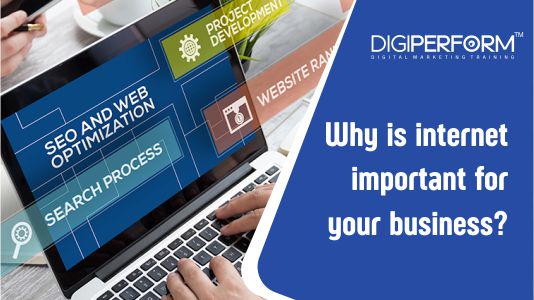 PROJECT
DEVELOPMENT
WEBSITE RAN
SEO AND WEB
OPTIMIZATION
SEARCH PROCESS
DIGIPERFORM™
DIGITAL MARKETING TRAINING
Why is internet
important for
your business?